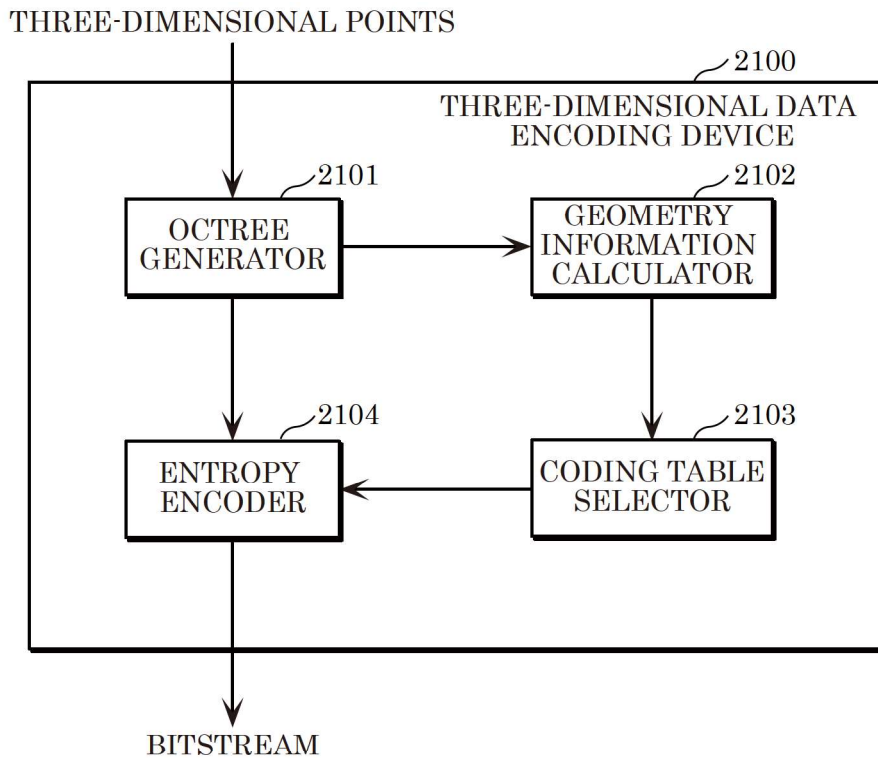 THREE-DIMENSIONAL POINTS
2100
THREE-DIMENSIONAL DATA
ENCODING DEVICE
2101
OCTREE
GENERATOR
2102
GEOMETRY
INFORMATION
CALCULATOR
2104
ENTROPY
ENCODER
2103
CODING TABLE
SELECTOR
BITSTREAM